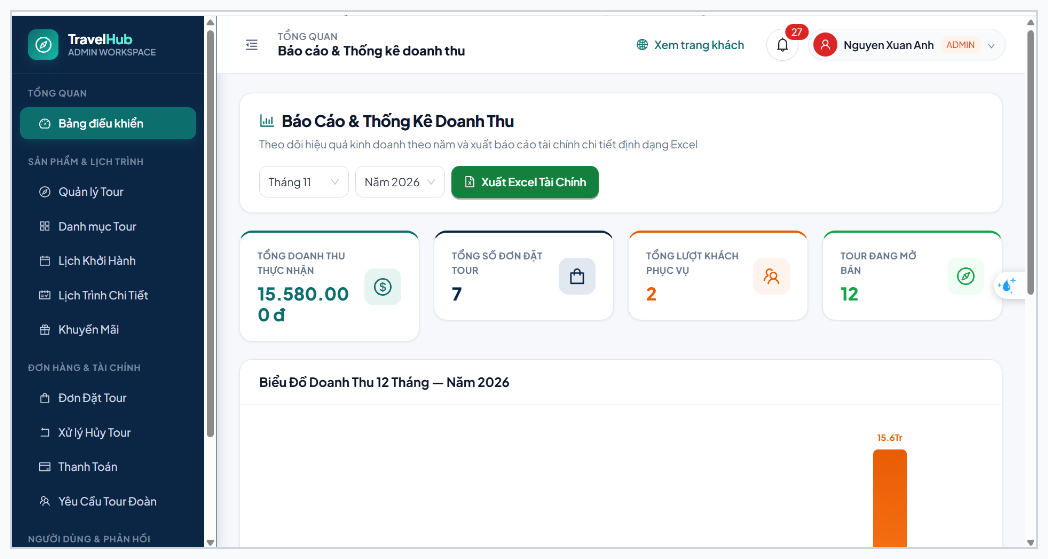 TravelHub
ADMIN WORKSPACE
TỔNG QUAN
Bảng điều khiển
SẢN PHẨM & LỊCH TRÌNH
Quản lý Tour
Danh mục Tour
Lịch Khởi Hành
Lịch Trình Chi Tiết
Khuyến Mãi
ĐƠN HÀNG & TÀI CHÍNH
Đơn Đặt Tour
Xử lý Hủy Tour
Thanh Toán
Yêu Cầu Tour Đoàn
NGƯỜI DÙNG & PHẢN HỒI
TỔNG QUAN
Báo cáo & Thống kê doanh thu
Xem trang khách
27
Nguyen Xuan Anh ADMIN
Báo Cáo & Thống Kê Doanh Thu
Theo dõi hiệu quả kinh doanh theo năm và xuất báo cáo tài chính chi tiết định dạng Excel
Tháng 11
Năm 2026
Xuất Excel Tài Chính
TỔNG DOANH THU
THỰC NHẬN
15.580.00
0 đ
TỔNG SỐ ĐƠN ĐẶT
TOUR
7
TỔNG LƯỢT KHÁCH
PHỤC VỤ
2
TOUR ĐANG MỞ
BÁN
12
Biểu Đồ Doanh Thu 12 Tháng — Năm 2026
15.6Tr